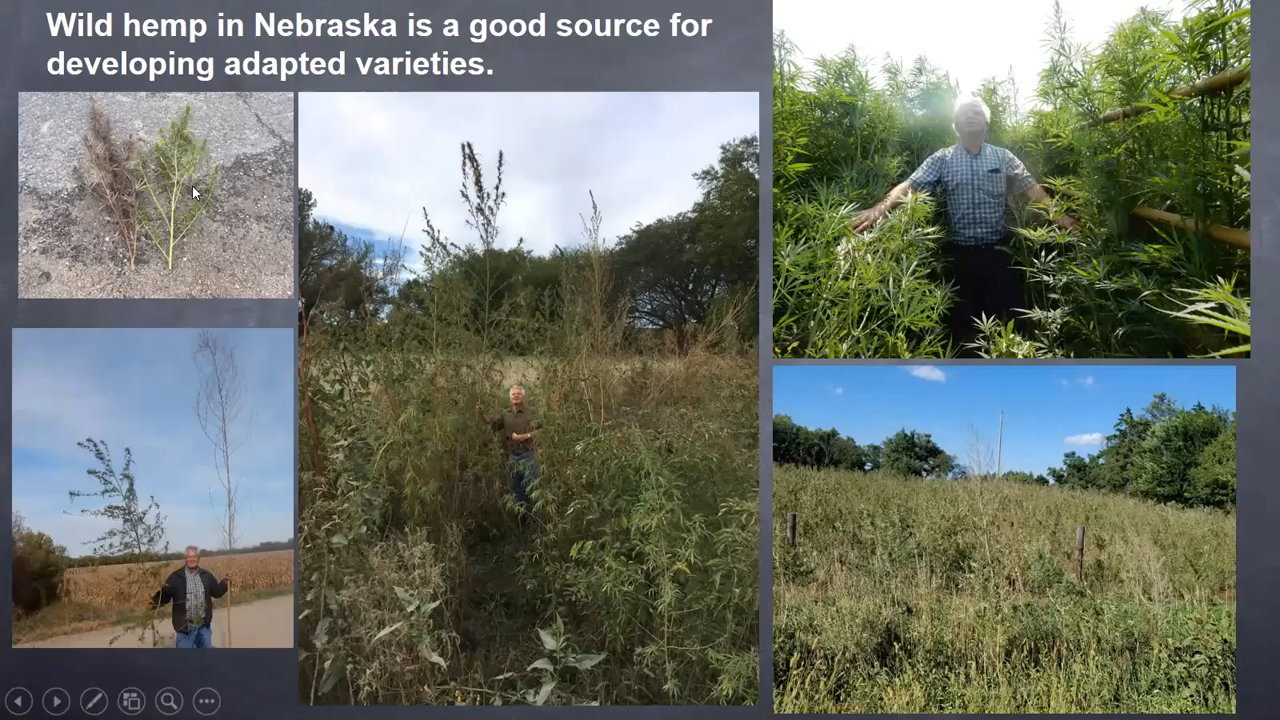 Wild hemp in Nebraska is a good source for
developing adapted varieties.